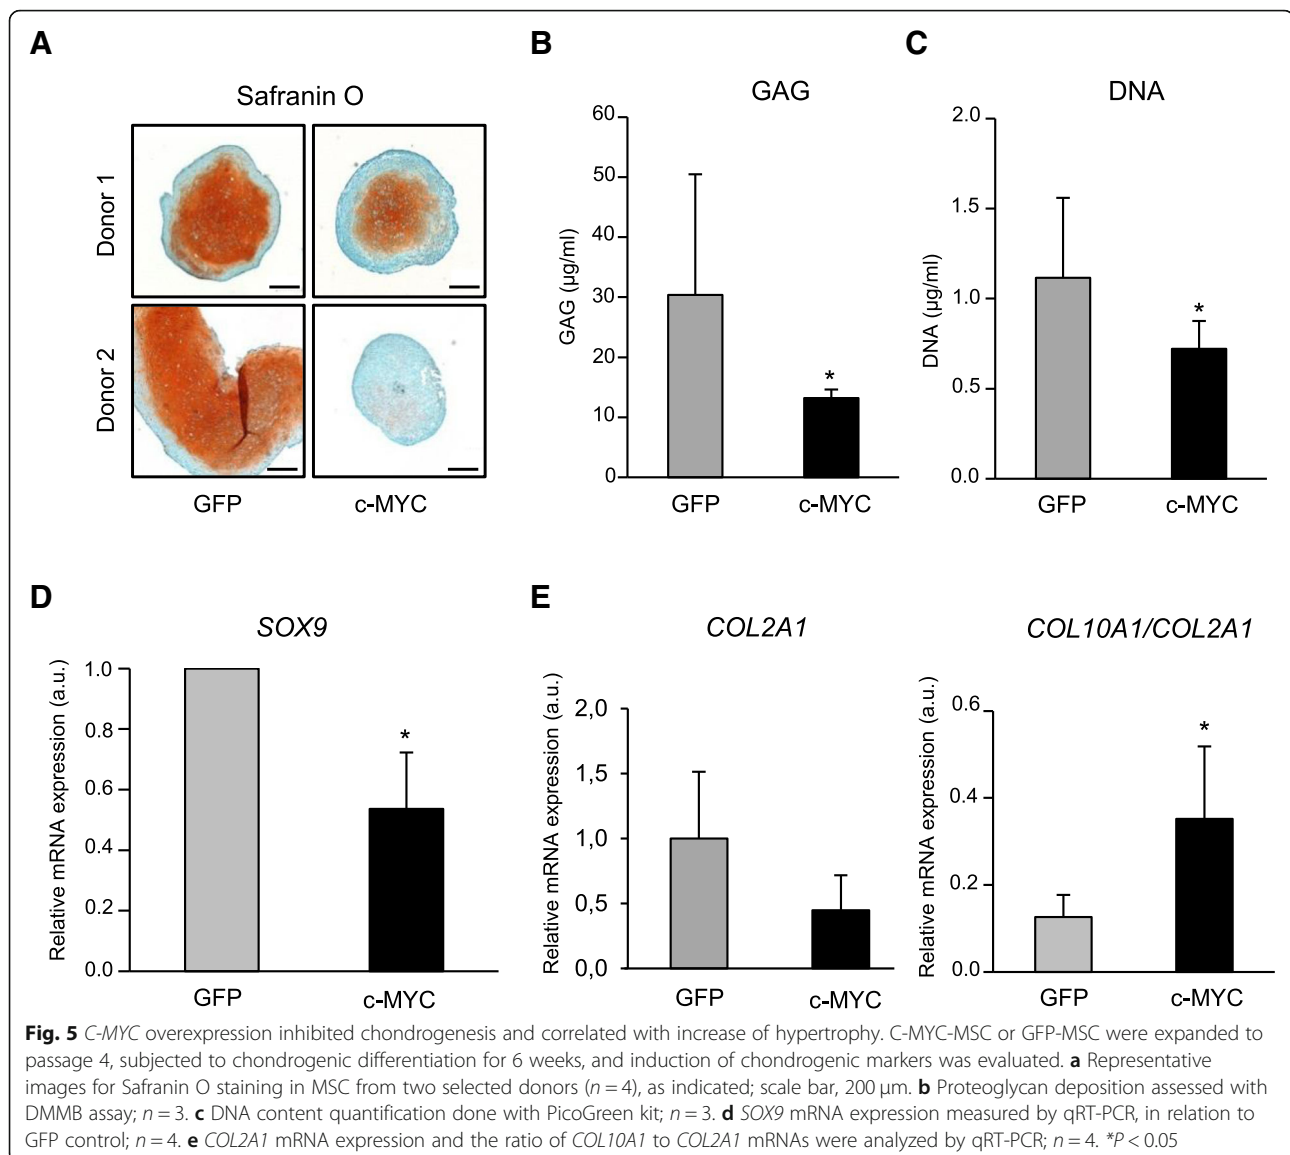 A
Safranin O
Donor 1
Donor 2
GFP
c-MYC
B
GAG
GAG (µg/ml)
60
50
40
30
20
10
0
*
GFP
c-MYC
C
DNA
DNA (µg/ml)
2.0
1.5
1.0
0.5
0.0
*
GFP
c-MYC
D
SOX9
Relative mRNA expression (a.u.)
1.0
0.8
0.6
0.4
0.2
0.0
*
GFP
c-MYC
E
COL2A1
Relative mRNA expression (a.u.)
2,0
1,5
1,0
0,5
0,0
GFP
c-MYC
COL10A1/COL2A1
Relative mRNA expression (a.u.)
0.6
0.4
0.2
0.0
*
GFP
c-MYC
Fig. 5 C-MYC overexpression inhibited chondrogenesis and correlated with increase of hypertrophy. C-MYC-MSC or GFP-MSC were expanded to
passage 4, subjected to chondrogenic differentiation for 6 weeks, and induction of chondrogenic markers was evaluated. a Representative
images for Safranin O staining in MSC from two selected donors (n = 4), as indicated; scale bar, 200 µm. b Proteoglycan deposition assessed with
DMMB assay; n = 3. c DNA content quantification done with PicoGreen kit; n = 3. d SOX9 mRNA expression measured by qRT-PCR, in relation to
GFP control; n = 4. e COL2A1 mRNA expression and the ratio of COL10A1 to COL2A1 mRNAs were analyzed by qRT-PCR; n = 4. *P < 0.05